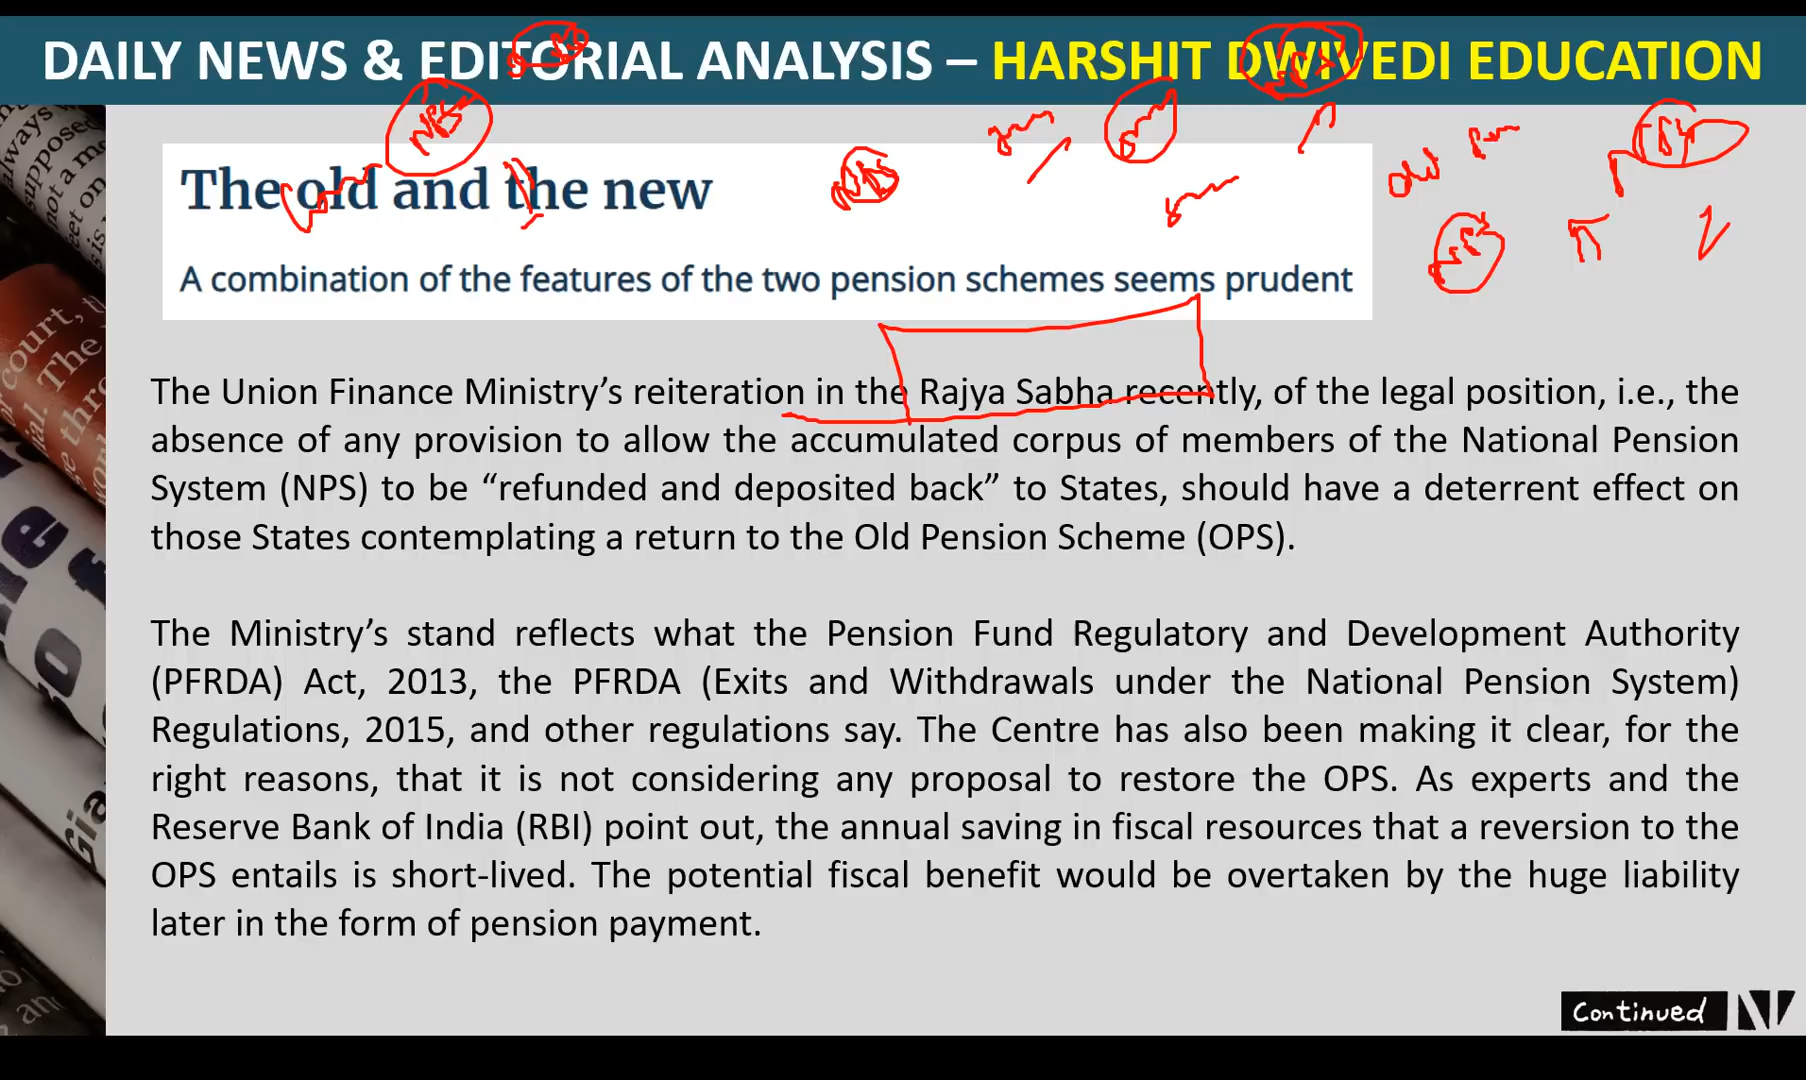 DAILY NEWS & EDITORIAL ANALYSIS – HARSHIT DWIVEDI EDUCATION
NPS
The old and the new
NPS
old
A combination of the features of the two pension schemes seems prudent
The Union Finance Ministry’s reiteration in the Rajya Sabha recently, of the legal position, i.e., the
absence of any provision to allow the accumulated corpus of members of the National Pension
System (NPS) to be “refunded and deposited back” to States, should have a deterrent effect on
those States contemplating a return to the Old Pension Scheme (OPS).
The Ministry’s stand reflects what the Pension Fund Regulatory and Development Authority
(PFRDA) Act, 2013, the PFRDA (Exits and Withdrawals under the National Pension System)
Regulations, 2015, and other regulations say. The Centre has also been making it clear, for the
right reasons, that it is not considering any proposal to restore the OPS. As experts and the
Reserve Bank of India (RBI) point out, the annual saving in fiscal resources that a reversion to the
OPS entails is short-lived. The potential fiscal benefit would be overtaken by the huge liability
later in the form of pension payment.
Continued